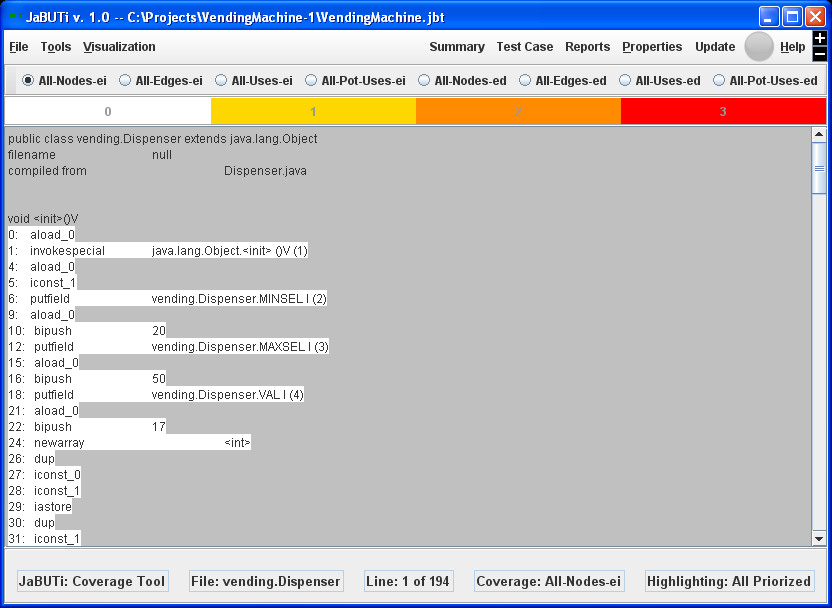 JaBUTi v. 1.0 -- C:\Projects\VendingMachine-1\VendingMachine.jbt
File Tools Visualization Summary Test Case Reports Properties Update Help
All-Nodes-ei All-Edges-ei All-Uses-ei All-Pot-Uses-ei All-Nodes-ed All-Edges-ed All-Uses-ed All-Pot-Uses-ed
0 1 3
public class vending.Dispenser extends java.lang.Object
filename null
compiled from Dispenser.java
void <init>()V
0: aload_0
1: invokespecial java.lang.Object.<init> ()V (1)
4: aload_0
5: iconst_1
6: putfield vending.Dispenser.MINSEL I (2)
9: aload_0
10: bipush 20
12: putfield vending.Dispenser.MAXSEL I (3)
15: aload_0
16: bipush 50
18: putfield vending.Dispenser.VAL I (4)
21: aload_0
22: bipush 17
24: newarray <int>
26: dup
27: iconst_0
28: iconst_1
29: iastore
30: dup
31: iconst_1
JaBUTi: Coverage Tool File: vending.Dispenser Line: 1 of 194 Coverage: All-Nodes-ei Highlighting: All Priorized